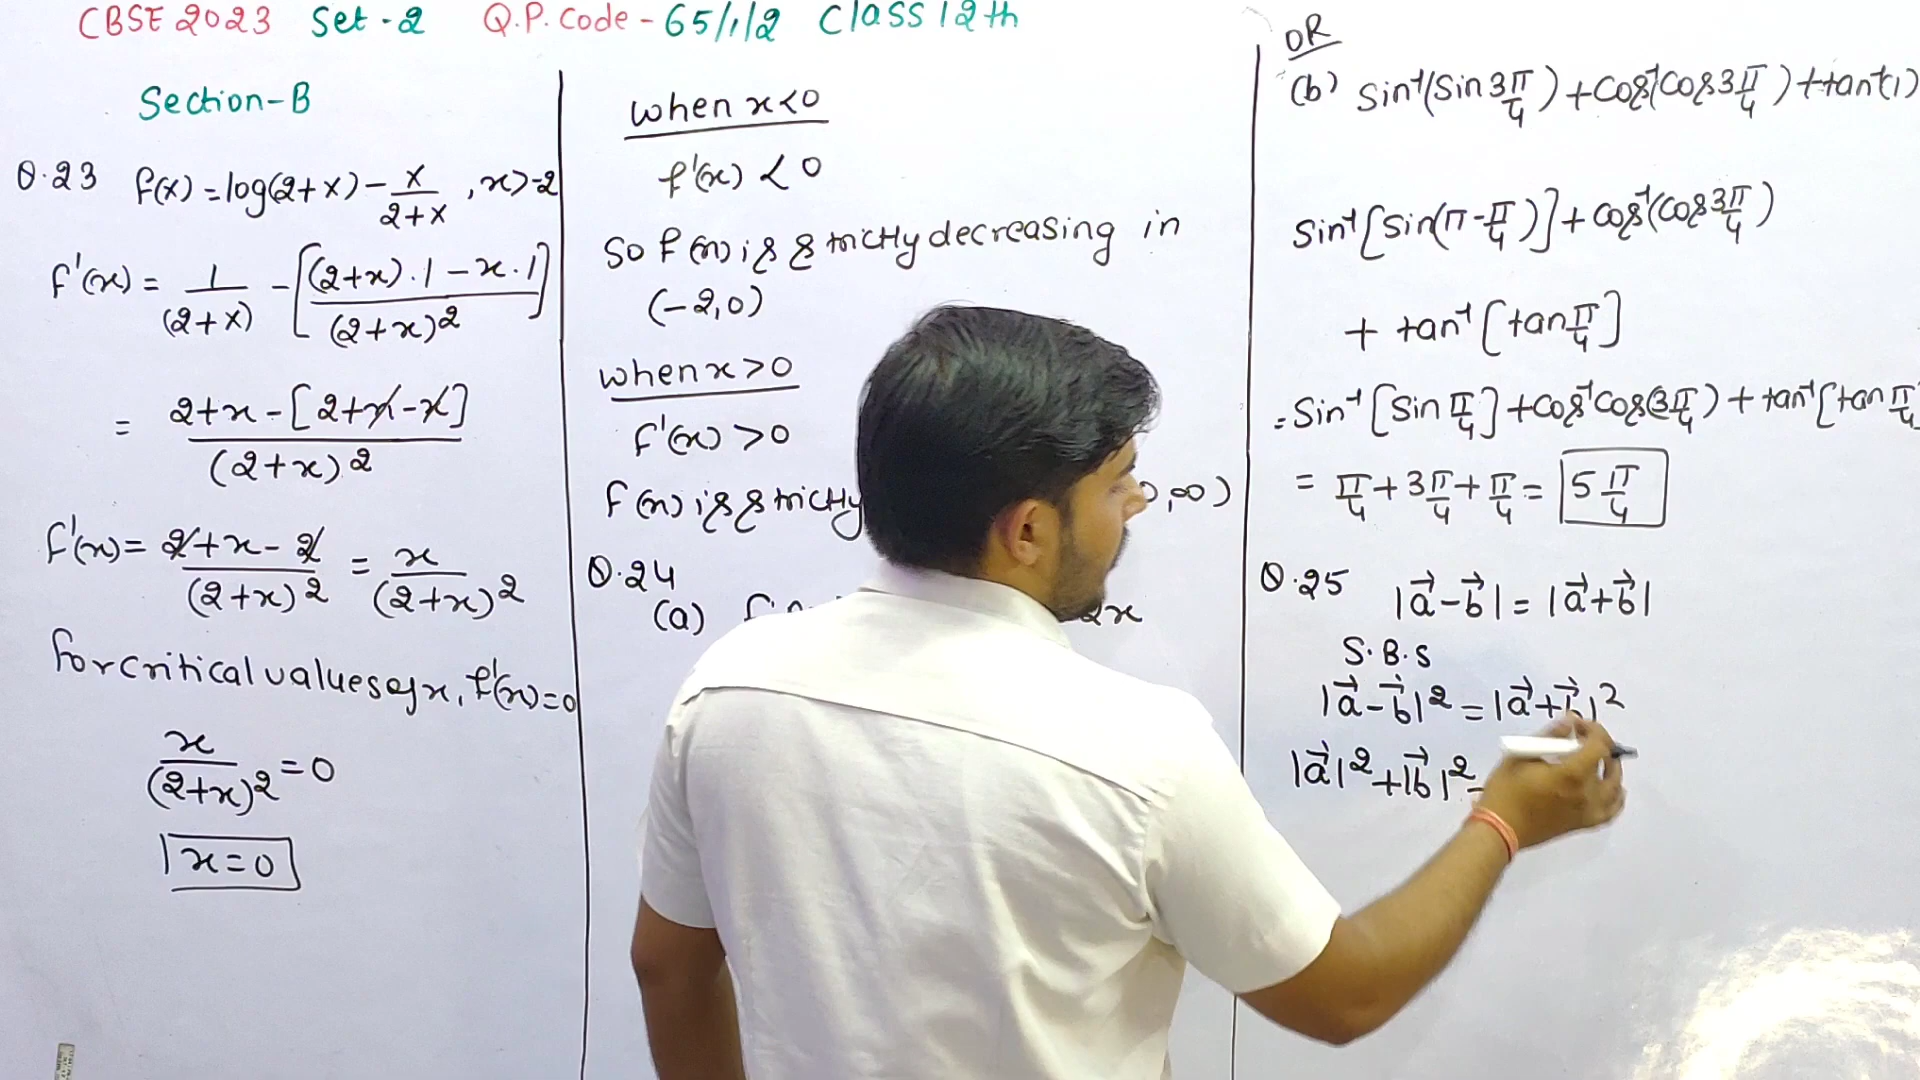 CBSE 2023 Set-2 Q.P. Code - 65/1/2 Class 12th
Section-B
Q.23 f(x) = log(2+x) - x/(2+x), x>-2
f'(x) = 1/(2+x) - [((2+x).1 - x.1)/(2+x)²]
= (2+x-[2+x-x])/(2+x)²
f'(x) = (2+x-2)/(2+x)² = x/(2+x)²
for critical values of x, f'(x)=0
x/(2+x)² = 0
x=0
when x<0
f'(x) < 0
So f(x) is strictly decreasing in
(-2,0)
when x>0
f'(x) > 0
f(x) is strictly ,∞)
Q.24
(a) 2x
OR
(b) Sin⁻¹(Sin 3π/4) + Cos⁻¹(Cos 3π/4) + tan⁻¹(1)
Sin⁻¹[Sin(π-π/4)] + Cos⁻¹(Cos 3π/4)
+ tan⁻¹[tan π/4]
= Sin⁻¹[Sin π/4] + Cos⁻¹Cos(3π/4) + tan⁻¹[tan π/4
= π/4 + 3π/4 + π/4 = 5π/4
Q.25 |a⃗-b⃗| = |a⃗+b⃗|
S.B.S
|a⃗-b⃗|² = |a⃗+b⃗|²
|a⃗|²+|b⃗|² -